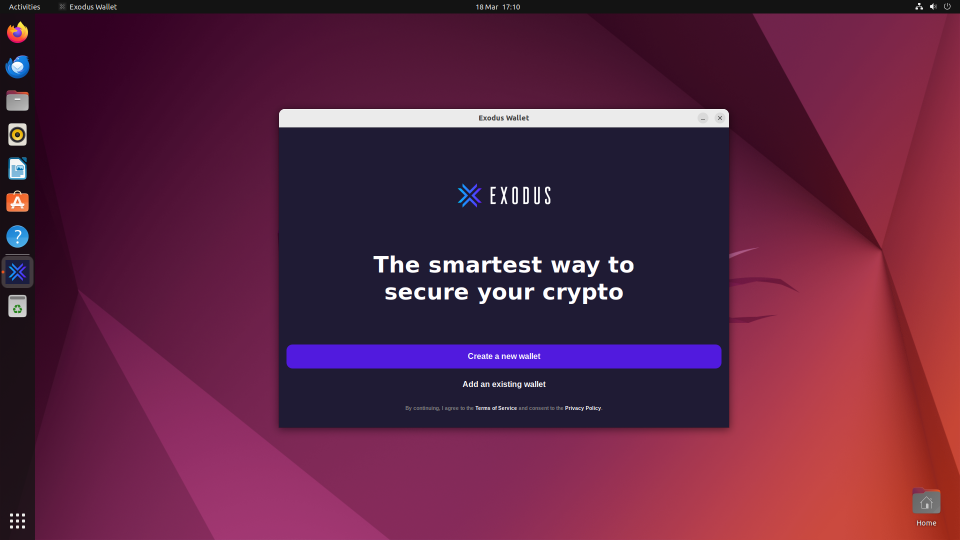 Activities
Exodus Wallet
18 Mar 17:10
Exodus Wallet
EXODUS
The smartest way to
secure your crypto
Create a new wallet
Add an existing wallet
By continuing, I agree to the Terms of Service and consent to the Privacy Policy.
Home